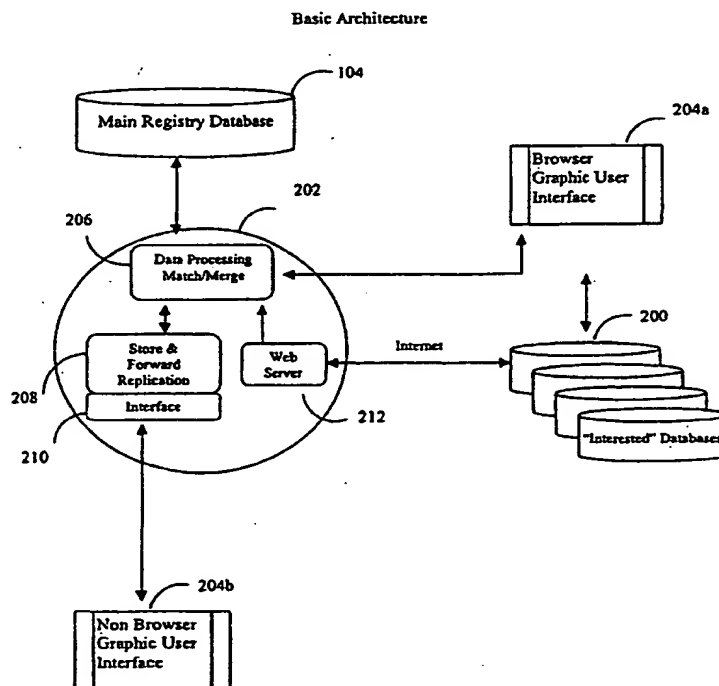 Basic Architecture
104
Main Registry Database
204a
Browser
Graphic User
Interface
202
206
Data Processing
Match/Merge
200
Store &
Forward
Replication
Web
Server
Internet
208
Interface
212
210
"Interested" Databases
204b
Non Browser
Graphic User
Interface